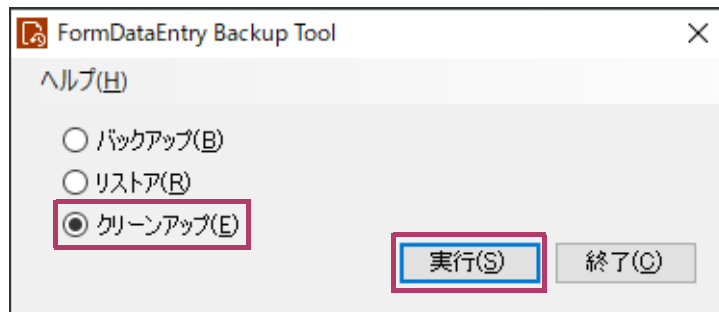 FormDataEntry Backup Tool
ヘルプ(H)
バックアップ(B)
リストア(R)
クリーンアップ(E)
実行(S) 終了(C)